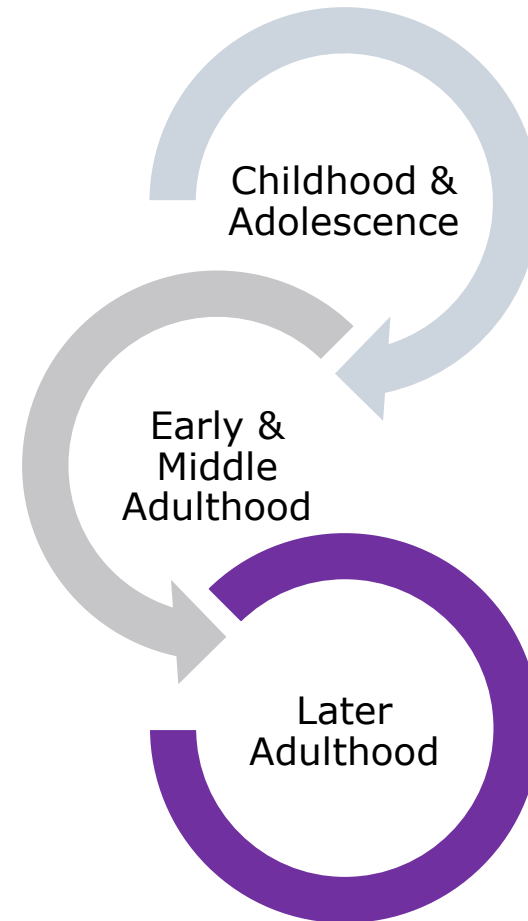 Childhood &
Adolescence
Early &
Middle
Adulthood
Later
Adulthood